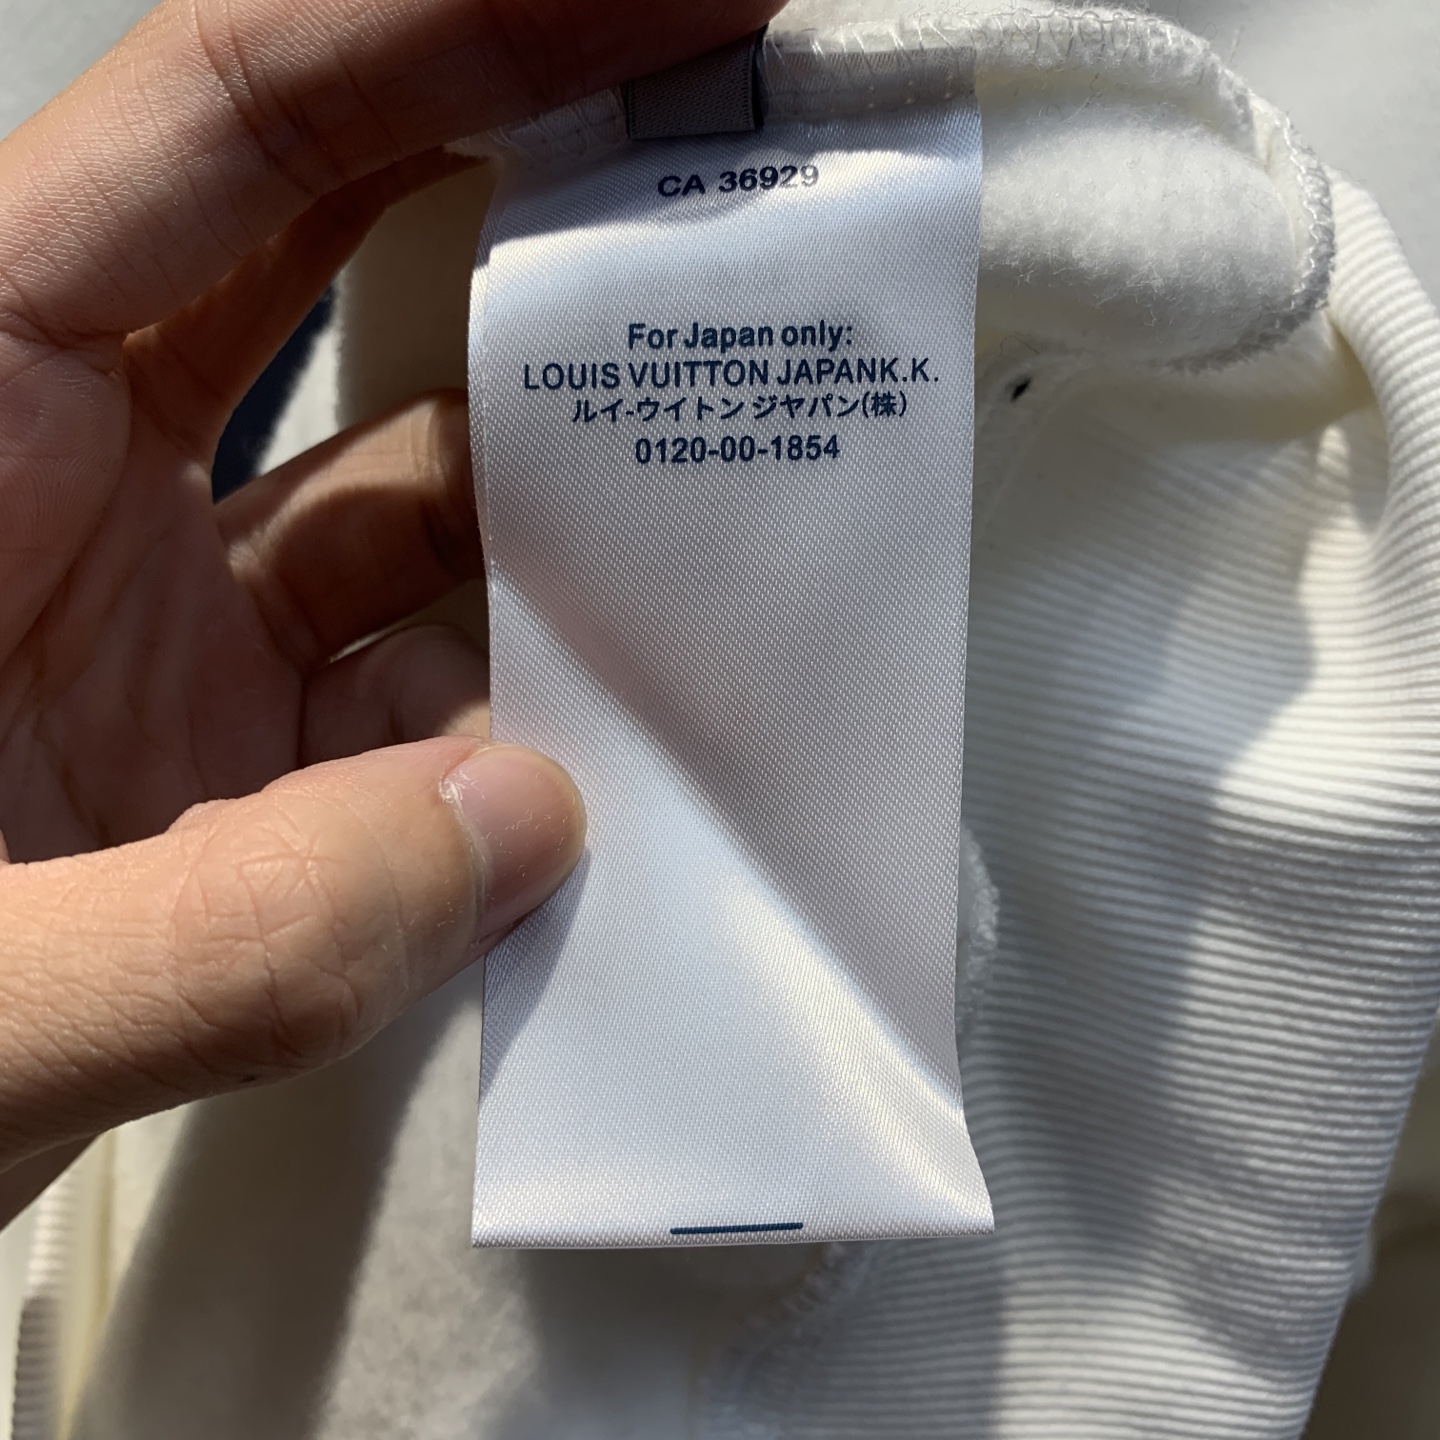 CA 36929
For Japan only:
LOUIS VUITTON JAPANK.K.
ルイ-ウイトン ジヤパン(株)
0120-00-1854